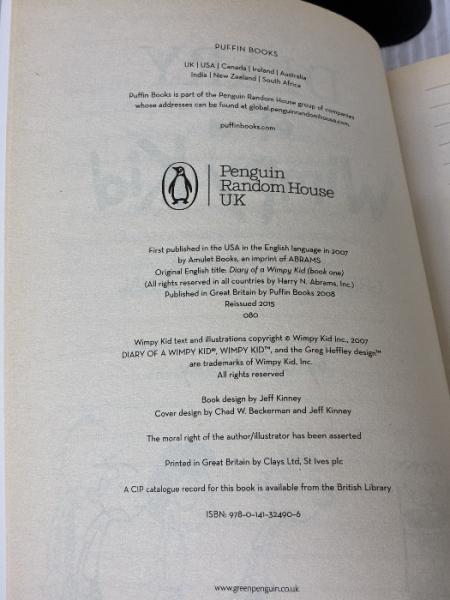 PUFFIN BOOKS
UK | USA | Canada | Ireland | Australia
India | New Zealand | South Africa
Puffin Books is part of the Penguin Random House group of companies
whose addresses can be found at global.penguinrandomhouse.com.
puffinbooks.com
Penguin
Random House
UK
First published in the USA in the English language in 2007
by Amulet Books, an imprint of ABRAMS
Original English title: Diary of a Wimpy Kid (book one)
(All rights reserved in all countries by Harry N. Abrams, Inc.)
Published in Great Britain by Puffin Books 2008
Reissued 2015
080
Wimpy Kid text and illustrations copyright © Wimpy Kid Inc., 2007
DIARY OF A WIMPY KID®, WIMPY KID™, and the Greg Heffley design™
are trademarks of Wimpy Kid, Inc.
All rights reserved
Book design by Jeff Kinney
Cover design by Chad W. Beckerman and Jeff Kinney
The moral right of the author/illustrator has been asserted
Printed in Great Britain by Clays Ltd, St Ives plc
A CIP catalogue record for this book is available from the British Library
ISBN: 978-0-141-32490-6
www.greenpenguin.co.uk